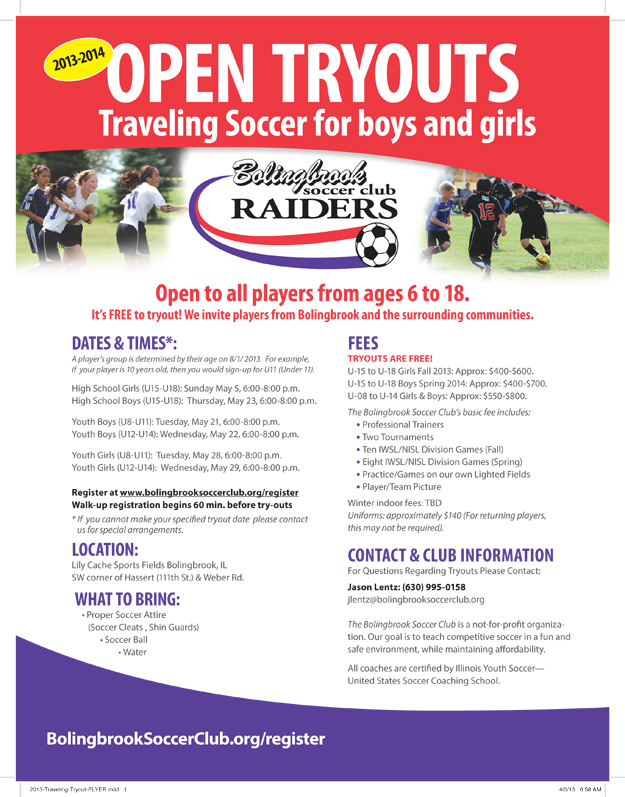 2013-2014
OPEN TRYOUTS
Traveling Soccer for boys and girls
Bolingbrook
soccer club
RAIDERS
12
Open to all players from ages 6 to 18.
It's FREE to tryout! We invite players from Bolingbrook and the surrounding communities.
DATES & TIMES*:
A player's group is determined by their age on 8/1/ 2013. For example,
if your player is 10 years old, then you would sign-up for U11 (Under 11).
High School Girls (U15-U18): Sunday May 5, 6:00-8:00 p.m.
High School Boys (U15-U18): Thursday, May 23, 6:00-8:00 p.m.
Youth Boys (U8-U11): Tuesday, May 21, 6:00-8:00 p.m.
Youth Boys (U12-U14): Wednesday, May 22, 6:00-8:00 p.m.
Youth Girls (U8-U11): Tuesday, May 28, 6:00-8:00 p.m.
Youth Girls (U12-U14): Wednesday, May 29, 6:00-8:00 p.m.
Register at www.bolingbrooksoccerclub.org/register
Walk-up registration begins 60 min. before try-outs
* If you cannot make your specified tryout date please contact
us for special arrangements.
LOCATION:
Lily Cache Sports Fields Bolingbrook, IL
SW corner of Hassert (111th St.) & Weber Rd.
WHAT TO BRING:
• Proper Soccer Attire
(Soccer Cleats , Shin Guards)
• Soccer Ball
• Water
FEES
TRYOUTS ARE FREE!
U-15 to U-18 Girls Fall 2013: Approx: $400-$600.
U-15 to U-18 Boys Spring 2014: Approx: $400-$700.
U-08 to U-14 Girls & Boys: Approx: $550-$800.
The Bolingbrook Soccer Club's basic fee includes:
• Professional Trainers
• Two Tournaments
• Ten IWSL/NISL Division Games (Fall)
• Eight IWSL/NISL Division Games (Spring)
• Practice/Games on our own Lighted Fields
• Player/Team Picture
Winter indoor fees: TBD
Uniforms: approximately $140 (For returning players,
this may not be required).
CONTACT & CLUB INFORMATION
For Questions Regarding Tryouts Please Contact:
Jason Lentz: (630) 995-0158
jlentz@bolingbrooksoccerclub.org
The Bolingbrook Soccer Club is a not-for-profit organiza-
tion. Our goal is to teach competitive soccer in a fun and
safe environment, while maintaining affordability.
All coaches are certified by Illinois Youth Soccer—
United States Soccer Coaching School.
BolingbrookSoccerClub.org/register
2013-Traveling-Tryout-FLYER.indd 1
4/3/13 6:58 AM